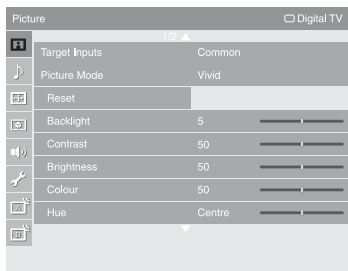 Picture Digital TV
1/2
Target Inputs Common
Picture Mode Vivid
Reset
Backlight 5
Contrast 50
Brightness 50
Colour 50
Hue Centre